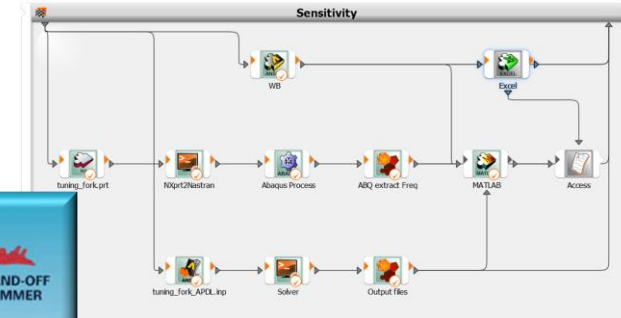 Sensitivity
WB
Excel
tuning_fork.prt
NXprt2Nastran
Abaqus Process
ABQ extract Freq
MATLAB
Access
ND-OFF
MMER
tuning_fork_APDL.inp
Solver
Output files